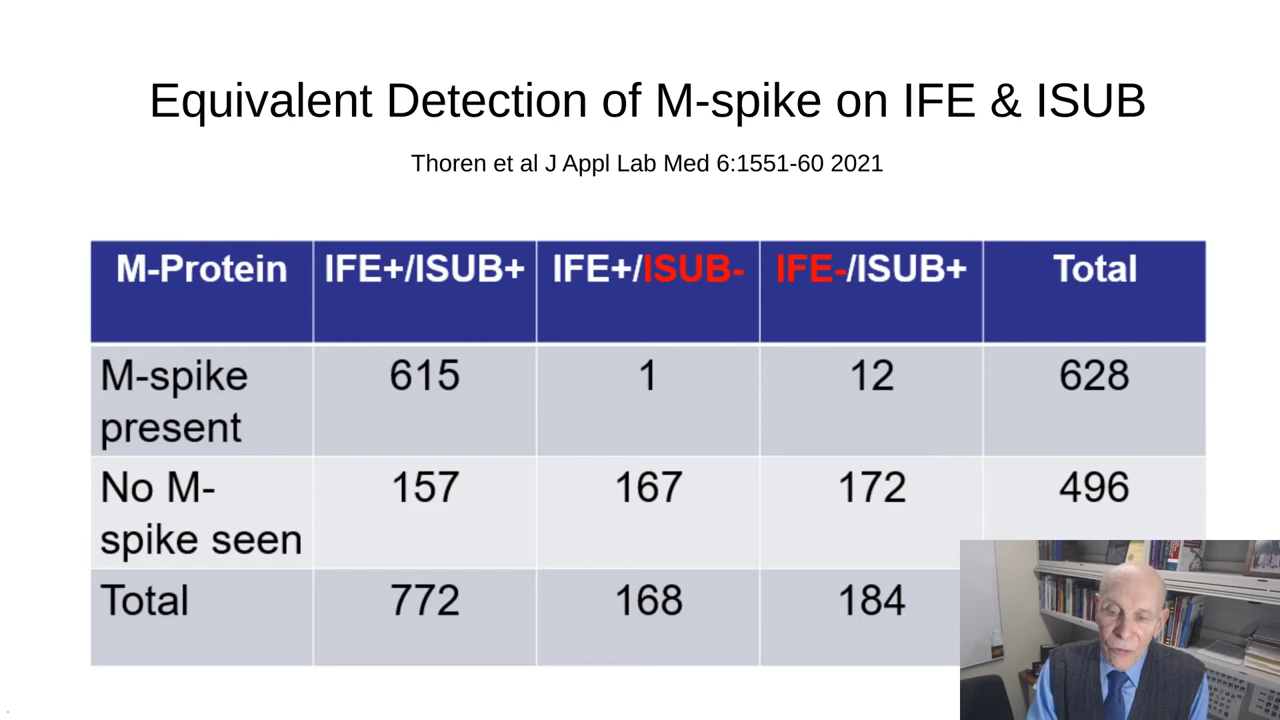 Equivalent Detection of M-spike on IFE & ISUB
Thoren et al J Appl Lab Med 6:1551-60 2021
M-Protein IFE+/ISUB+ IFE+/ISUB- IFE-/ISUB+ Total
M-spike present 615 1 12 628
No M-spike seen 157 167 172 496
Total 772 168 184